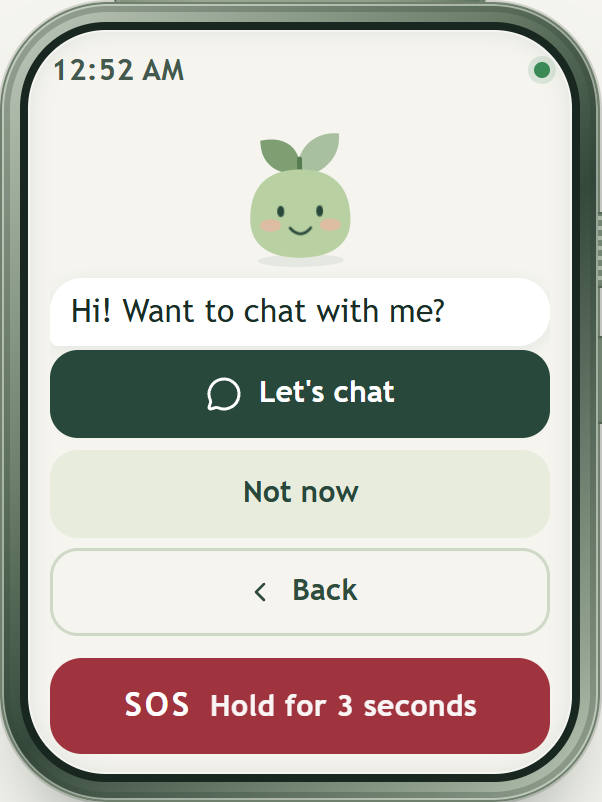 12:52 AM
Hi! Want to chat with me?
Let's chat
Not now
Back
SOS Hold for 3 seconds